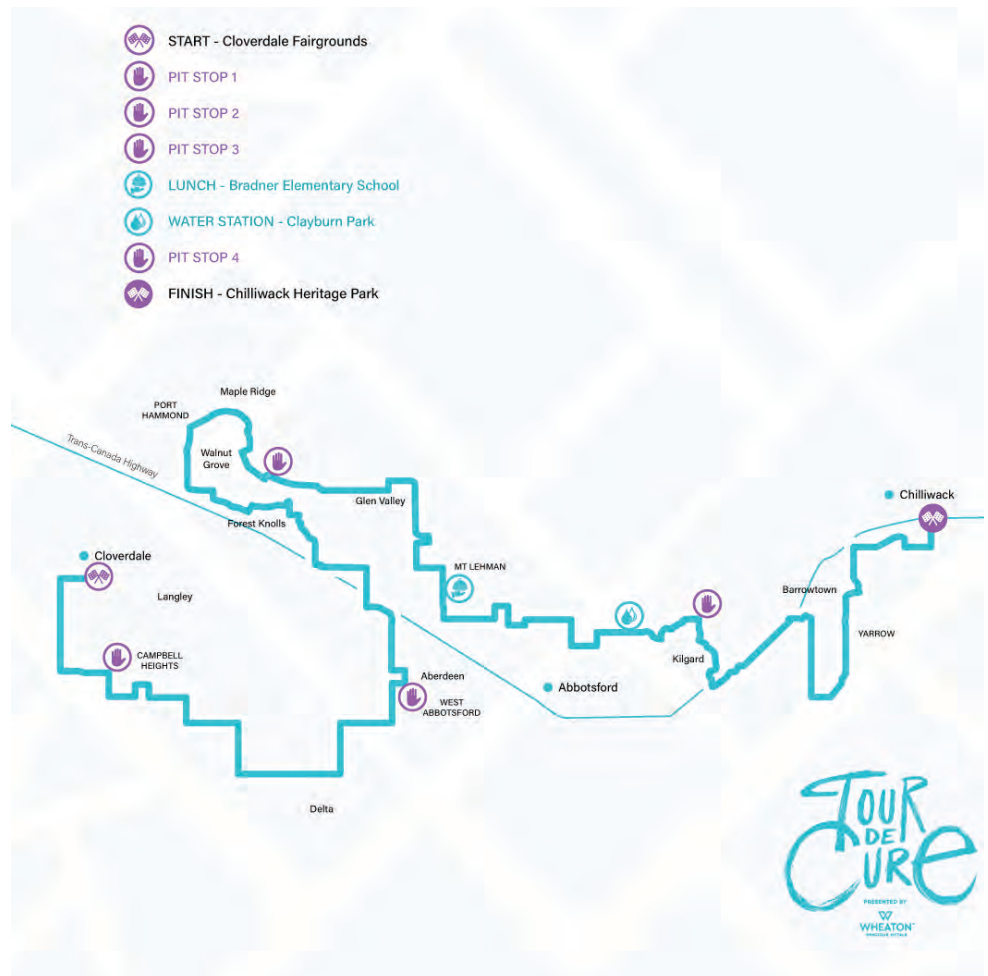 START - Cloverdale Fairgrounds
PIT STOP 1
PIT STOP 2
PIT STOP 3
LUNCH - Bradner Elementary School
WATER STATION - Clayburn Park
PIT STOP 4
FINISH - Chilliwack Heritage Park
Maple Ridge
PORT
HAMMOND
Trans-Canada Highway
Walnut
Grove
Glen Valley
Chilliwack
Forest Knolls
Cloverdale
MT LEHMAN
Langley
Barrowtown
YARROW
CAMPBELL
HEIGHTS
Kilgard
Aberdeen
Abbotsford
WEST
ABBOTSFORD
Delta
TOUR
DE
CURE
PRESENTED BY
WHEATON
PRECIOUS METALS